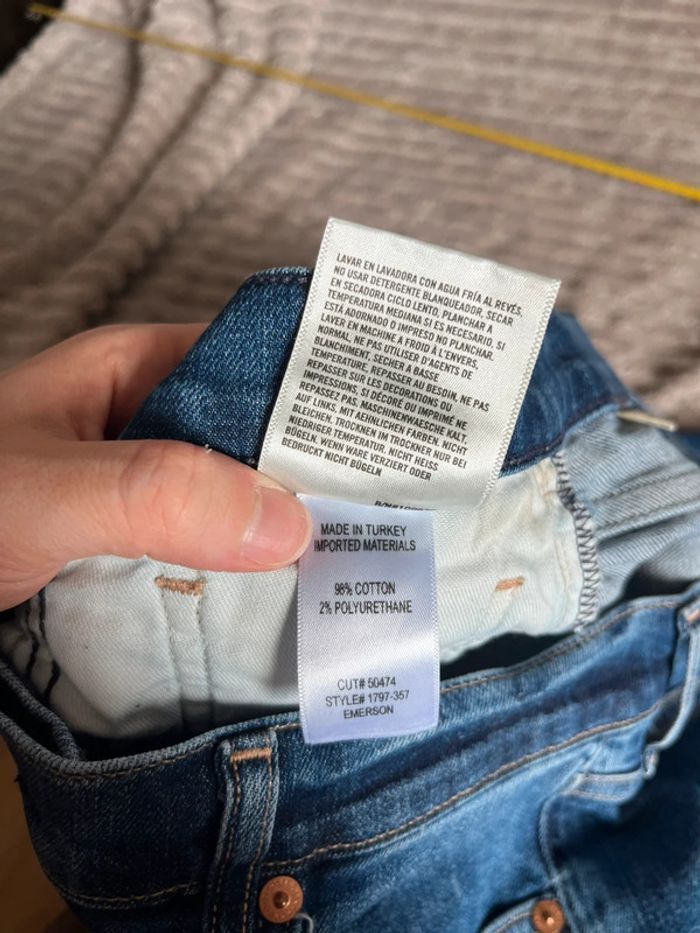 LAVAR EN LAVADORA CON AGUA FRÍA AL REVÉS,
NO USAR DETERGENTE BLANQUEADOR, SECAR
EN SECADORA CICLO LENTO, PLANCHAR A
TEMPERATURA MEDIANA SI ES NECESARIO. SI
ESTÁ ADORNADO O IMPRESO NO PLANCHAR.
LAVER EN MACHINE A FROID À L'ENVERS,
NORMAL. NE PAS UTILISER D'AGENTS DE
BLANCHIMENT, SECHER A BASSE
TEMPERATURE, REPASSER AU BESOIN, NE PAS
REPASSER SUR LES DECORATIONS OU
IMPRESSIONS, SI DÉCORÉ OU IMPRIME NE
REPASSEZ PAS. MASCHINENWAESCHE KALT,
AUF LINKS, MIT AEHNLICHEN FARBEN. NICHT
BLEICHEN. TROCKNEN IM TROCKNER NUR BEI
NIEDRIGER TEMPERATUR. NICHT HEISS
BÜGELN. WENN WARE VERZIERT ODER
BEDRUCKT NICHT BÜGELN
MADE IN TURKEY
IMPORTED MATERIALS
98% COTTON
2% POLYURETHANE
CUT# 50474
STYLE# 1797-357
EMERSON